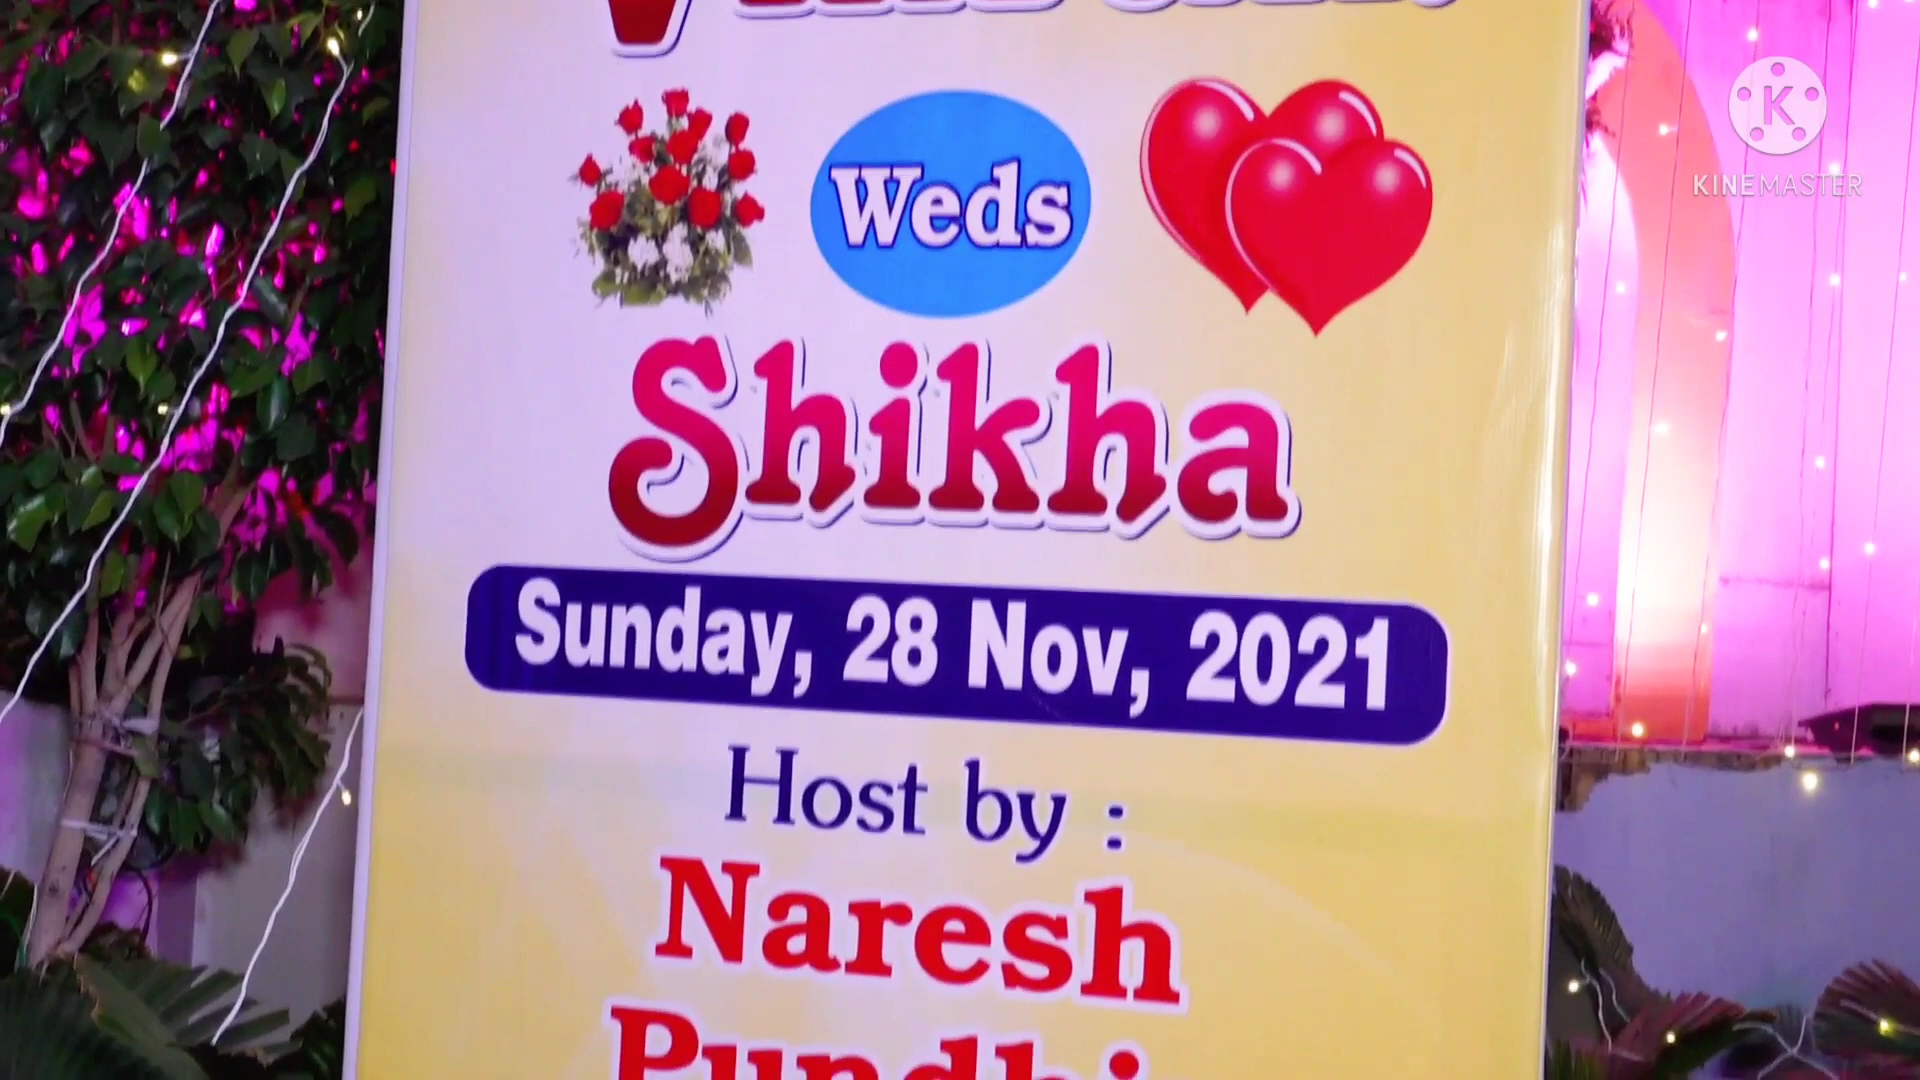 Weds
Shikha
Sunday, 28 Nov, 2021
Host by :
Naresh
K
KINEMASTER